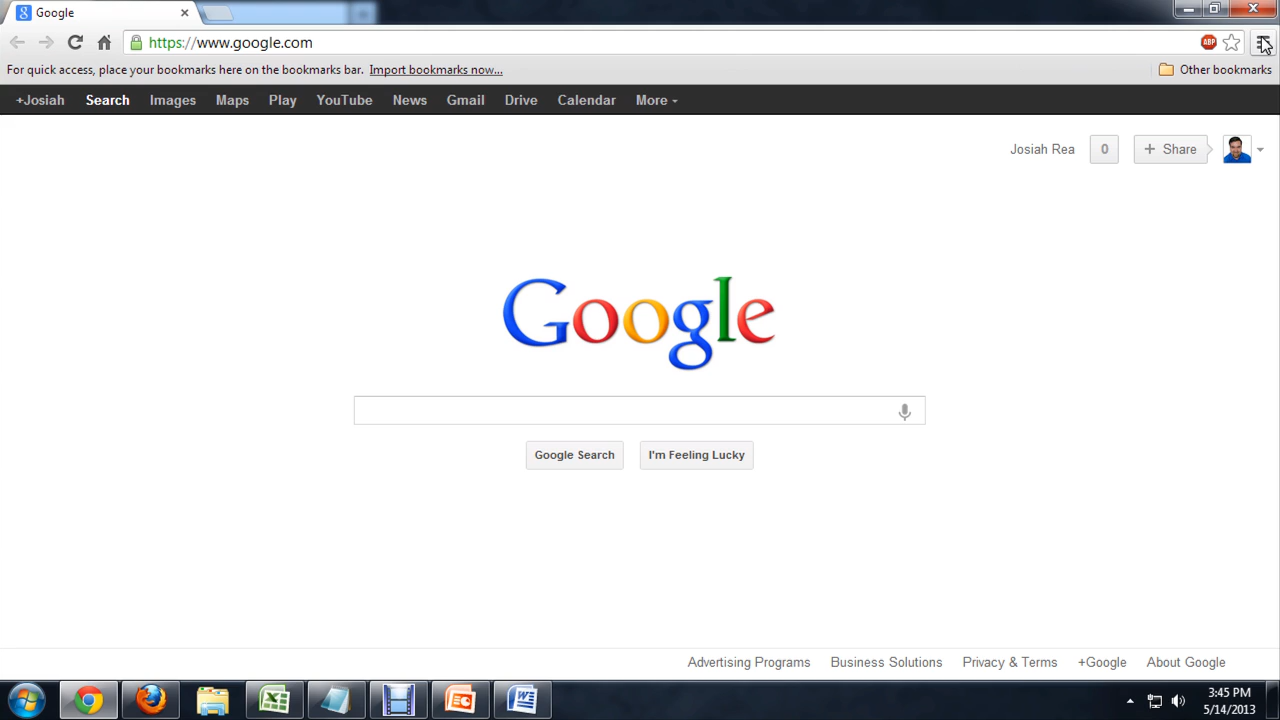 Google
https://www.google.com
ABP
For quick access, place your bookmarks here on the bookmarks bar. Import bookmarks now...
Other bookmarks
+Josiah Search Images Maps Play YouTube News Gmail Drive Calendar More
Josiah Rea 0 + Share
Google
Google Search I'm Feeling Lucky
Advertising Programs Business Solutions Privacy & Terms +Google About Google
3:45 PM
5/14/2013